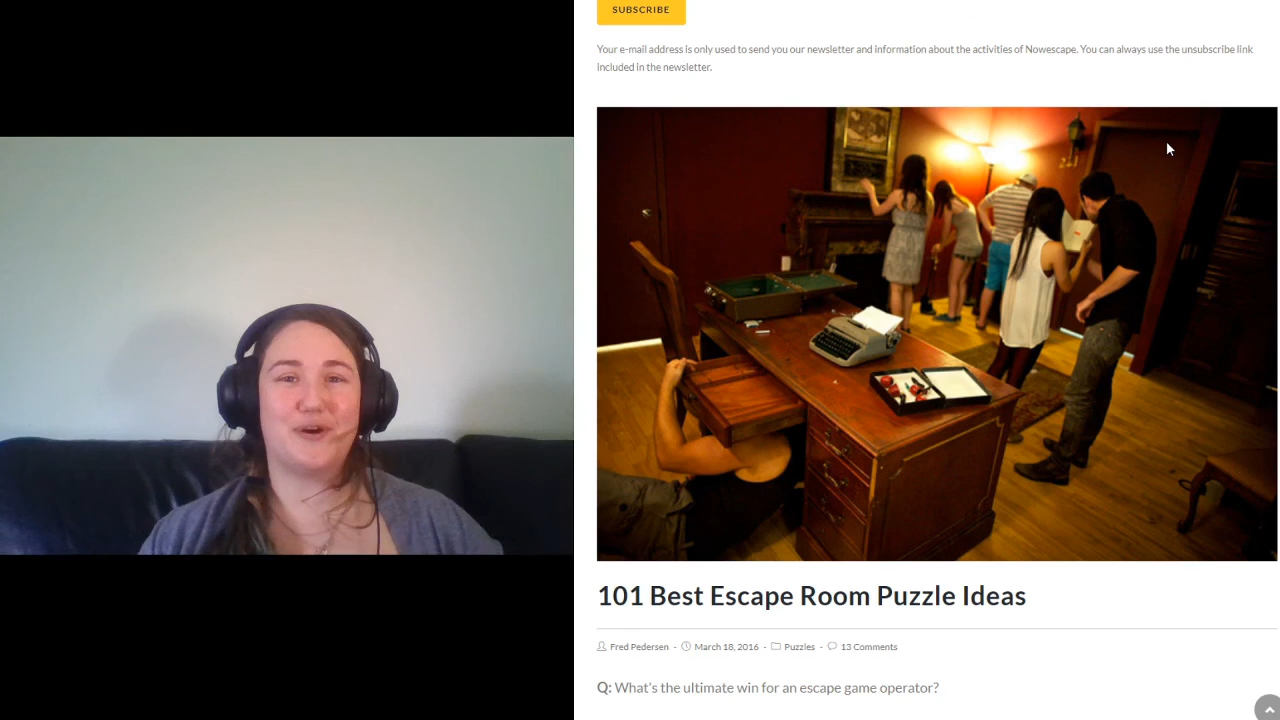 SUBSCRIBE
Your e-mail address is only used to send you our newsletter and information about the activities of Nowescape. You can always use the unsubscribe link
included in the newsletter.
101 Best Escape Room Puzzle Ideas
Fred Pedersen - March 18, 2016 - Puzzles - 13 Comments
Q: What's the ultimate win for an escape game operator?